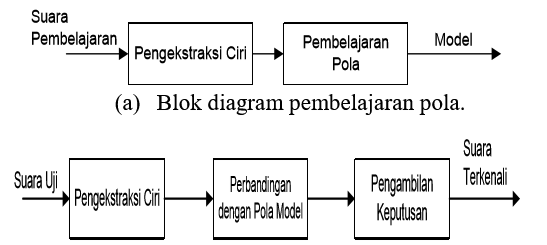 Suara
Pembelajaran
Pengekstraksi Ciri
Pembelajaran
Pola
Model
(a) Blok diagram pembelajaran pola.
Suara Uji
Pengekstraksi Ciri
Perbandingan
dengan Pola Model
Pengambilan
Keputusan
Suara
Terkenali